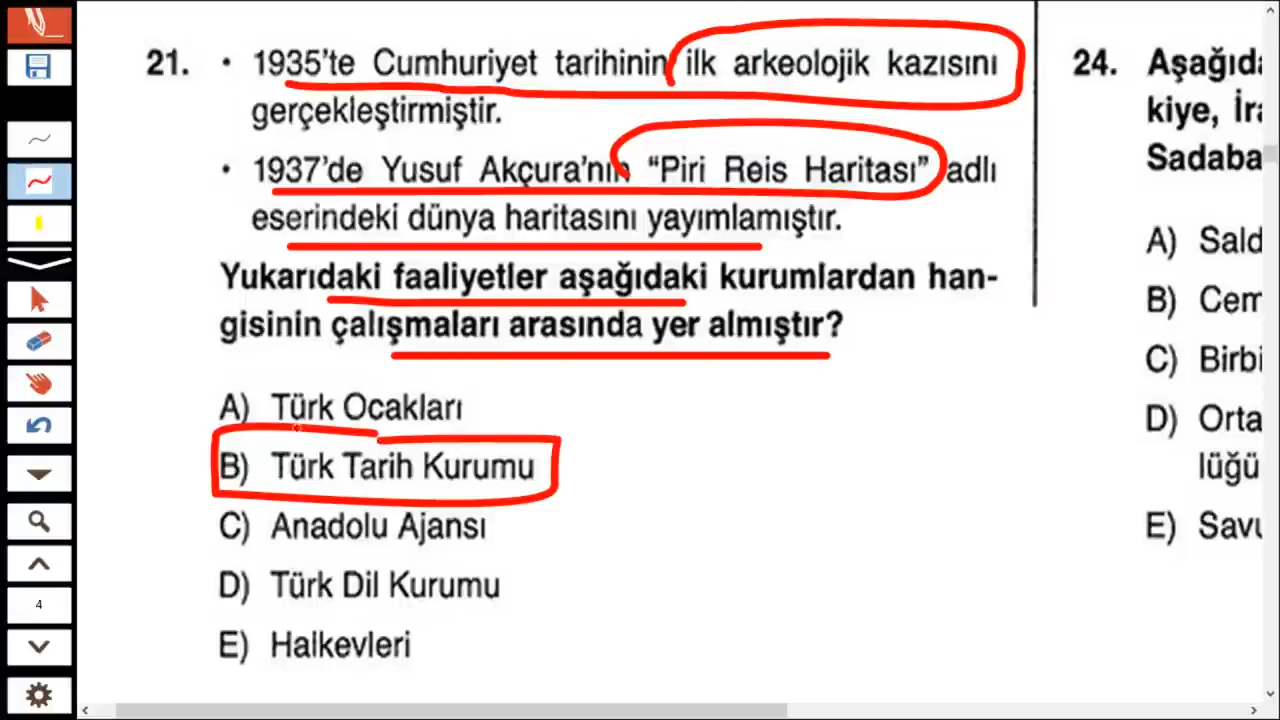 21. • 1935'te Cumhuriyet tarihinin ilk arkeolojik kazısını
gerçekleştirmiştir.
• 1937'de Yusuf Akçura'nın “Piri Reis Haritası” adlı
eserindeki dünya haritasını yayımlamıştır.
Yukarıdaki faaliyetler aşağıdaki kurumlardan han-
gisinin çalışmaları arasında yer almıştır?
A) Türk Ocakları
B) Türk Tarih Kurumu
C) Anadolu Ajansı
D) Türk Dil Kurumu
E) Halkevleri
24. Aşağıda
kiye, İra
Sadaba
A) Sald
B) Cem
C) Birbi
D) Orta
lüğü
E) Savu
4